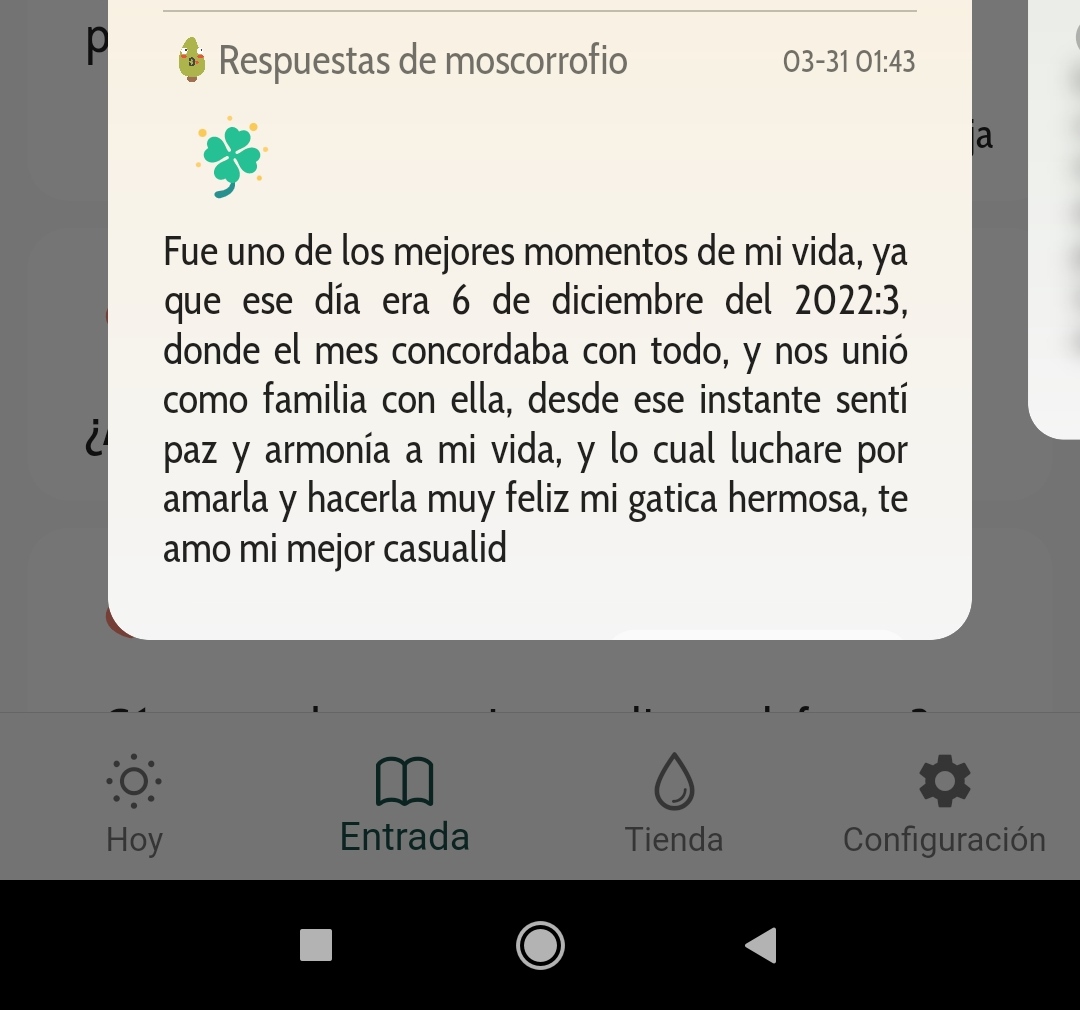 Respuestas de moscorrofio 03-31 01:43
ja
Fue uno de los mejores momentos de mi vida, ya
que ese día era 6 de diciembre del 2022:3,
donde el mes concordaba con todo, y nos unió
como familia con ella, desde ese instante sentí
paz y armonía a mi vida, y lo cual luchare por
amarla y hacerla muy feliz mi gatica hermosa, te
amo mi mejor casualid
Hoy Entrada Tienda Configuración